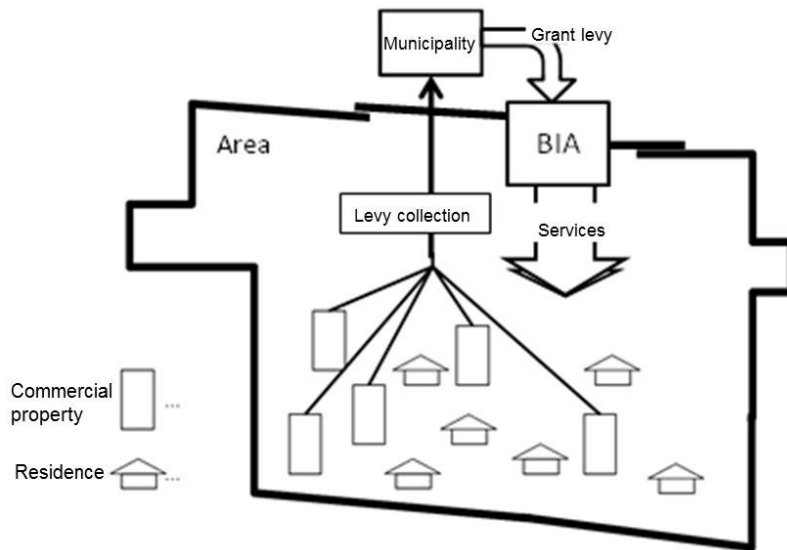 Municipality
Grant levy
Area
BIA
Levy collection
Services
Commercial
property
...
Residence
...